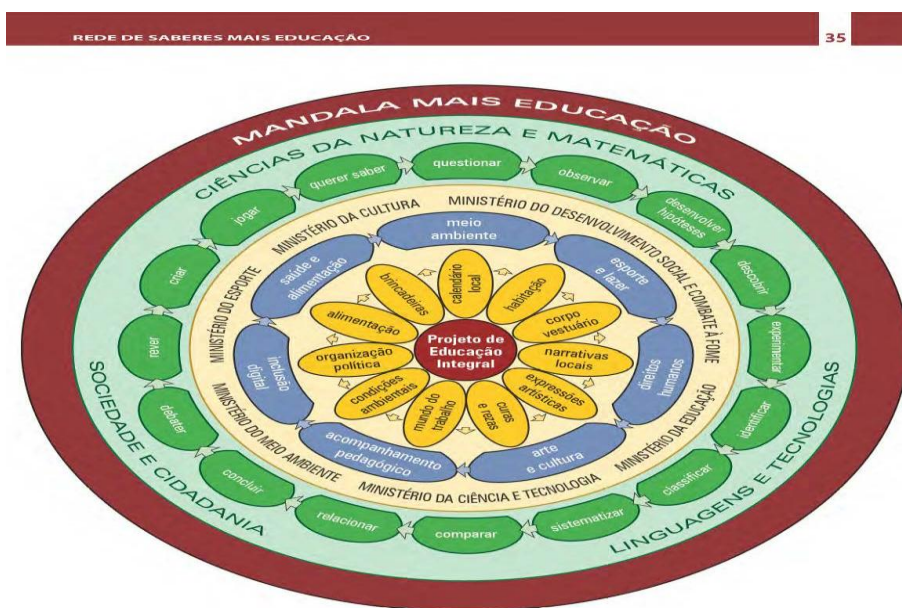 REDE DE SABERES MAIS EDUCAÇÃO
35
MANDALA MAIS EDUCAÇÃO
CIÊNCIAS DA NATUREZA E MATEMÁTICAS
LINGUAGENS E TECNOLOGIAS
SOCIEDADE E CIDADANIA
questionar
observar
desenvolver
hipóteses
descobrir
experimentar
identificar
classificar
sistematizar
comparar
relacionar
concluir
debater
rever
criar
jogar
querer saber
MINISTÉRIO DA CULTURA
MINISTÉRIO DO DESENVOLVIMENTO SOCIAL E COMBATE À FOME
MINISTÉRIO DA EDUCAÇÃO
MINISTÉRIO DA CIÊNCIA E TECNOLOGIA
MINISTÉRIO DO MEIO AMBIENTE
MINISTÉRIO DO ESPORTE
meio
ambiente
esporte
e lazer
direitos
humanos
arte
e cultura
acompanhamento
pedagógico
inclusão
digital
saúde e
alimentação
calendário
local
habitação
corpo
vestuário
narrativas
locais
expressões
artísticas
curas
e rezas
mundo do
trabalho
condições
ambientais
organização
política
alimentação
brincadeiras
Projeto de
Educação
Integral